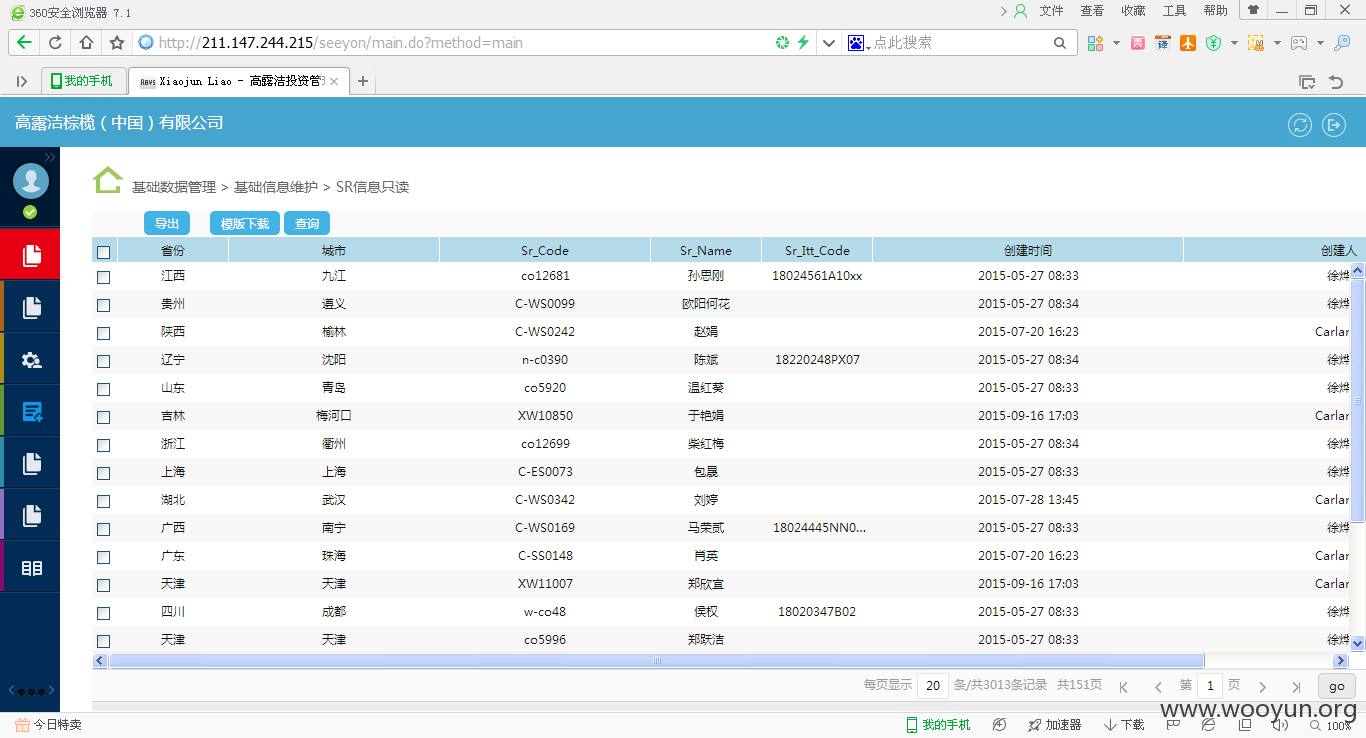 360安全浏览器 7.1 文件 查看 收藏 工具 帮助
http://211.147.244.215/seeyon/main.do?method=main 点此搜索
我的手机 Xiaojun Liao - 高露洁投资管
高露洁棕榄（中国）有限公司
基础数据管理 > 基础信息维护 > SR信息只读
导出 模版下载 查询
省份 城市 Sr_Code Sr_Name Sr_Itt_Code 创建时间 创建人
江西 九江 co12681 孙思刚 18024561A10xx 2015-05-27 08:33 徐烨
贵州 遵义 C-WS0099 欧阳何花 2015-05-27 08:34 徐烨
陕西 榆林 C-WS0242 赵娟 2015-07-20 16:23 Carlar
辽宁 沈阳 n-c0390 陈斌 18220248PX07 2015-05-27 08:34 徐烨
山东 青岛 co5920 温红葵 2015-05-27 08:33 徐烨
吉林 梅河口 XW10850 于艳娟 2015-09-16 17:03 Carlar
浙江 衢州 co12699 柴红梅 2015-05-27 08:34 徐烨
上海 上海 C-ES0073 包晟 2015-05-27 08:33 徐烨
湖北 武汉 C-WS0342 刘婷 2015-07-28 13:45 Carlar
广西 南宁 C-WS0169 马荣贰 18024445NN0... 2015-05-27 08:33 徐烨
广东 珠海 C-SS0148 肖英 2015-07-20 16:23 Carlar
天津 天津 XW11007 郑欣宜 2015-09-16 17:03 Carlar
四川 成都 w-co48 侯权 18020347B02 2015-05-27 08:33 徐烨
天津 天津 co5996 郑跃洁 2015-05-27 08:33 徐烨
每页显示 20 条/共3013条记录 共151页 第 1 页 go
www.wooyun.org
今日特卖 我的手机 加速器 下载 100%